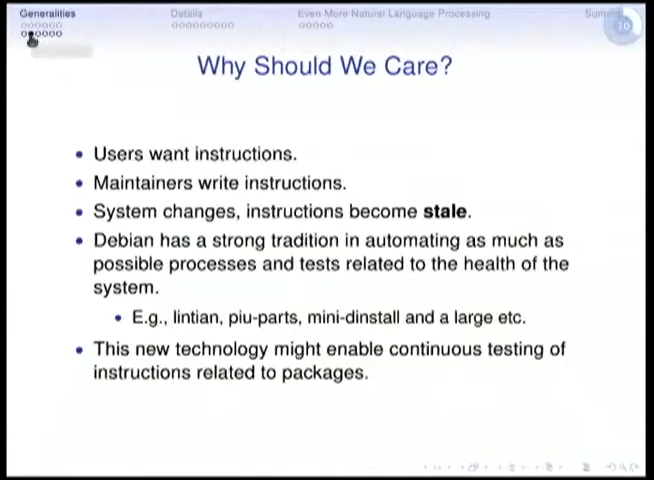 Generalities Details Even More Natural Language Processing
10
Why Should We Care?
• Users want instructions.
• Maintainers write instructions.
• System changes, instructions become stale.
• Debian has a strong tradition in automating as much as
possible processes and tests related to the health of the
system.
• E.g., lintian, piu-parts, mini-dinstall and a large etc.
• This new technology might enable continuous testing of
instructions related to packages.